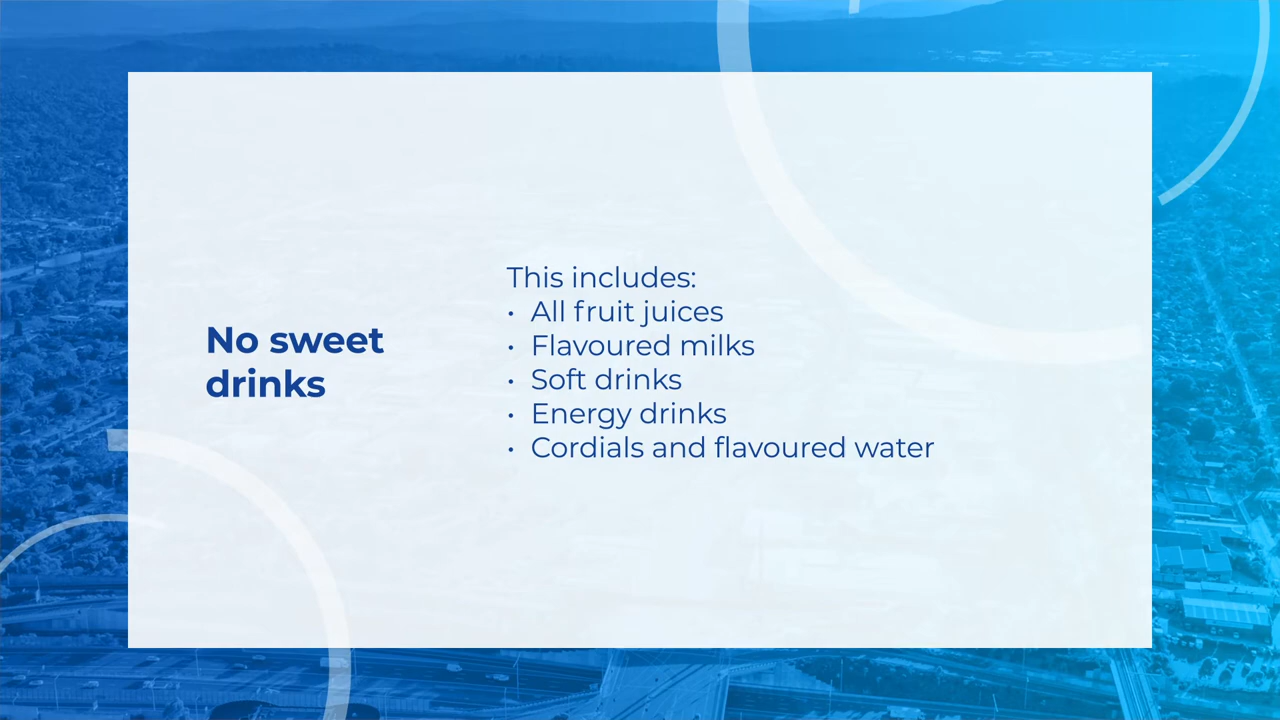 No sweet
drinks
This includes:
• All fruit juices
• Flavoured milks
• Soft drinks
• Energy drinks
• Cordials and flavoured water